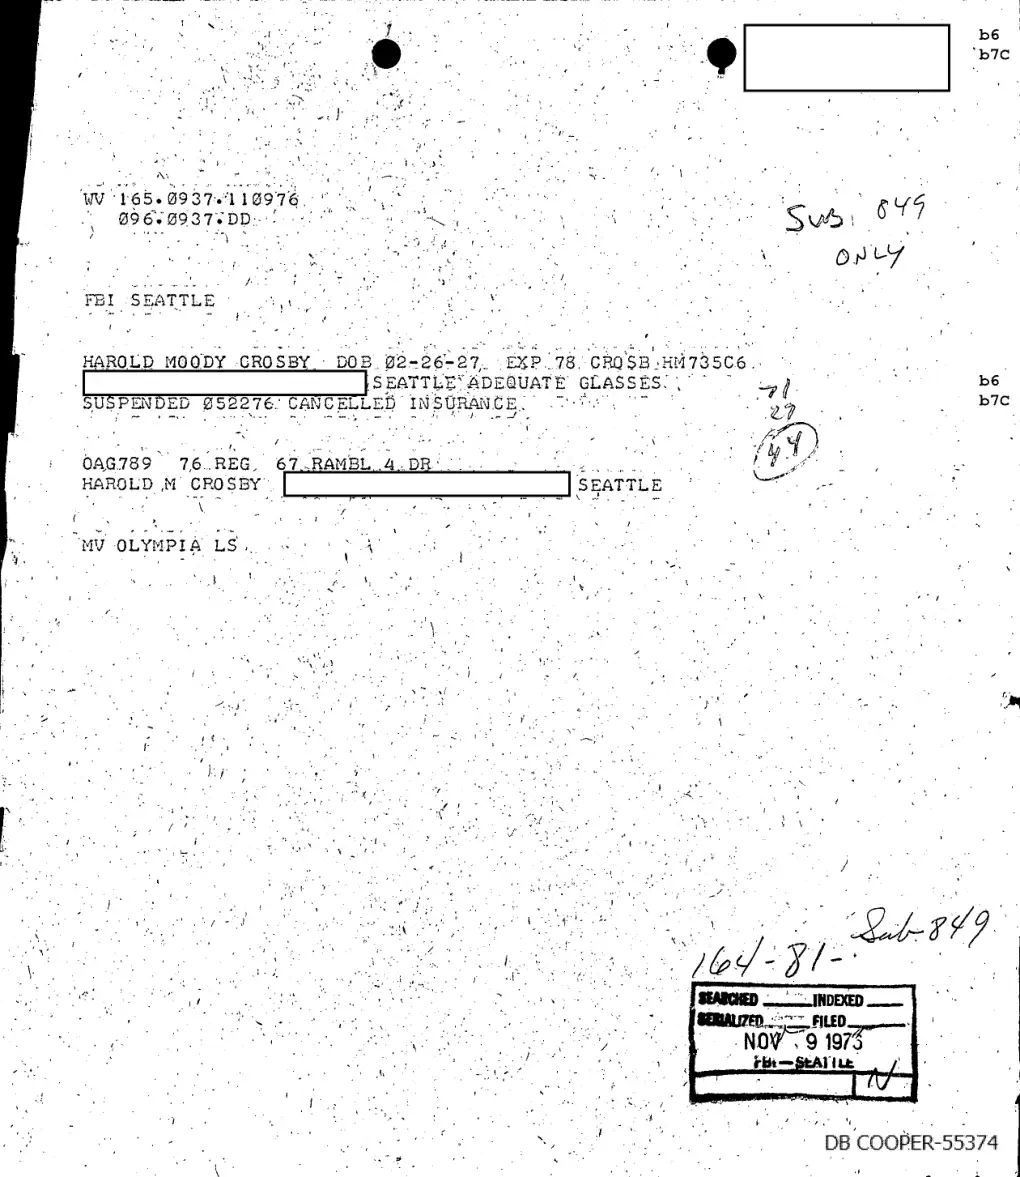 b6
b7C
WV 165.0937.110976
096.0937.DD
SUB. 849
ONLY
FBI SEATTLE
HAROLD MOODY CROSBY DOB 02-26-27, EXP 78 CROSB HM735C6
SEATTLE ADEQUATE GLASSES.
b6
SUSPENDED 052276 CANCELLED INSURANCE.
b7C
71
27
44
OAG789 76 REG, 67 RAMBL 4 DR
HAROLD M CROSBY SEATTLE
MV OLYMPIA LS
Sub-849
164-81-
SEARCHED INDEXED
SERIALIZED FILED
NOV 9 1973
FBI-SEATTLE
N
DB COOPER-55374